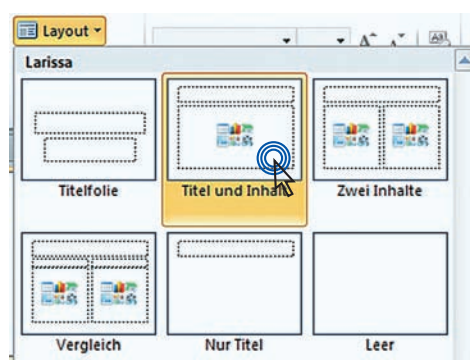 Layout
Larissa
Titelfolie
Titel und Inhalt
Zwei Inhalte
Vergleich
Nur Titel
Leer